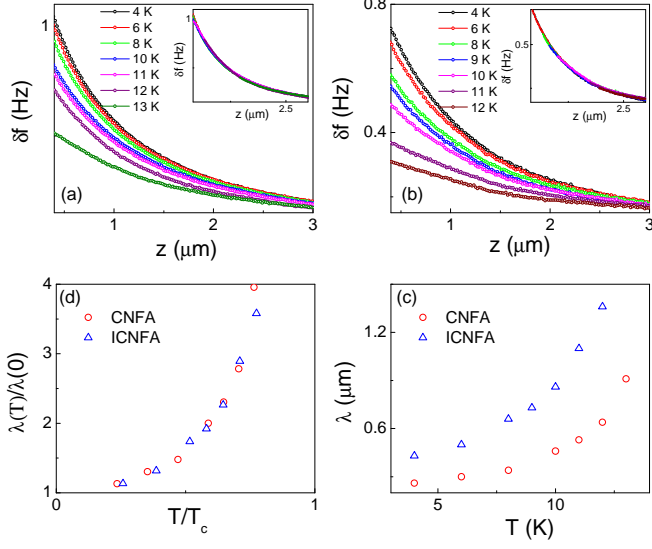 1
δf (Hz)
4 K
6 K
8 K
10 K
11 K
12 K
13 K
1
δf (Hz)
2.5
z (μm)
(a)
1
2
3
z (μm)
0.8
0.4
δf (Hz)
4 K
6 K
8 K
9 K
10 K
11 K
12 K
0.5
δf (Hz)
2.5
z (μm)
(b)
1
2
3
z (μm)
4
3
2
1
λ(T)/λ(0)
(d)
CNFA
ICNFA
0
1
T/Tc
1.2
0.6
λ (μm)
CNFA
ICNFA
(c)
5
10
T (K)